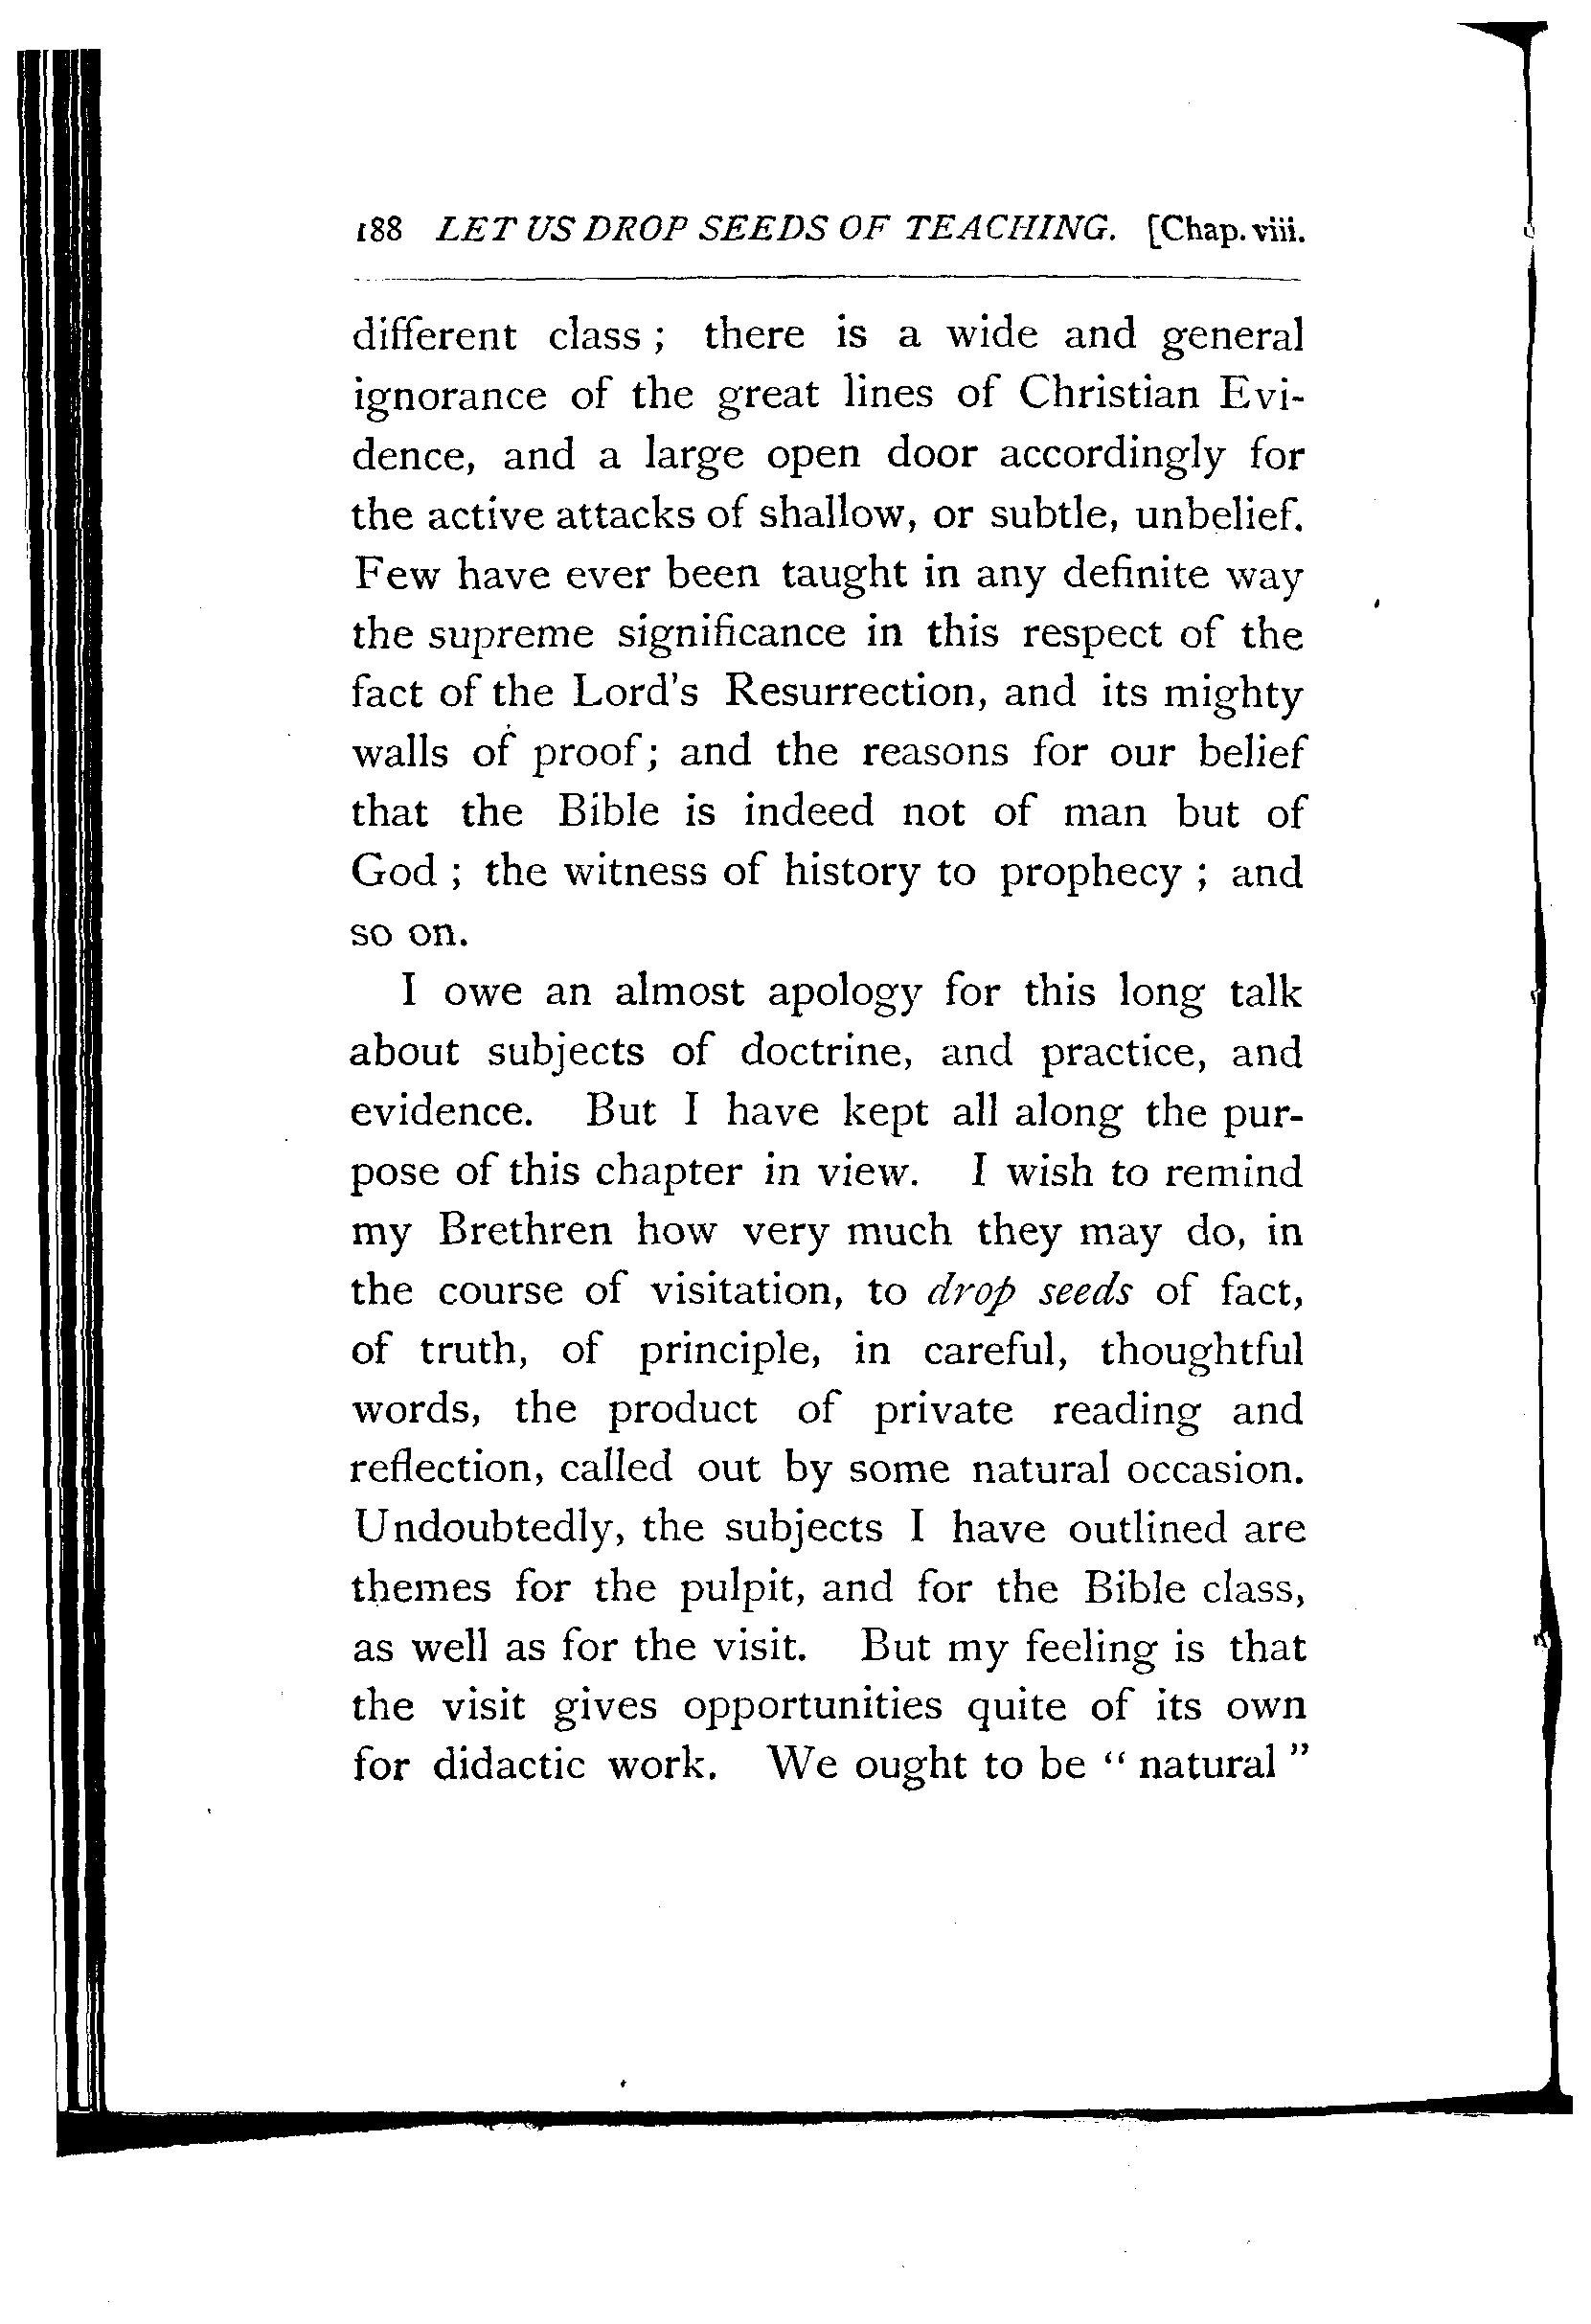 188 LET US DROP SEEDS OF TEACHING. [Chap. viii.
different class ; there is a wide and general
ignorance of the great lines of Christian Evi-
dence, and a large open door accordingly for
the active attacks of shallow, or subtle, unbelief.
Few have ever been taught in any definite way
the supreme significance in this respect of the
fact of the Lord's Resurrection, and its mighty
walls of proof; and the reasons for our belief
that the Bible is indeed not of man but of
God ; the witness of history to prophecy ; and
so on.
I owe an almost apology for this long talk
about subjects of doctrine, and practice, and
evidence. But I have kept all along the pur-
pose of this chapter in view. I wish to remind
my Brethren how very much they may do, in
the course of visitation, to drop seeds of fact,
of truth, of principle, in careful, thoughtful
words, the product of private reading and
reflection, called out by some natural occasion.
Undoubtedly, the subjects I have outlined are
themes for the pulpit, and for the Bible class,
as well as for the visit. But my feeling is that
the visit gives opportunities quite of its own
for didactic work. We ought to be " natural "